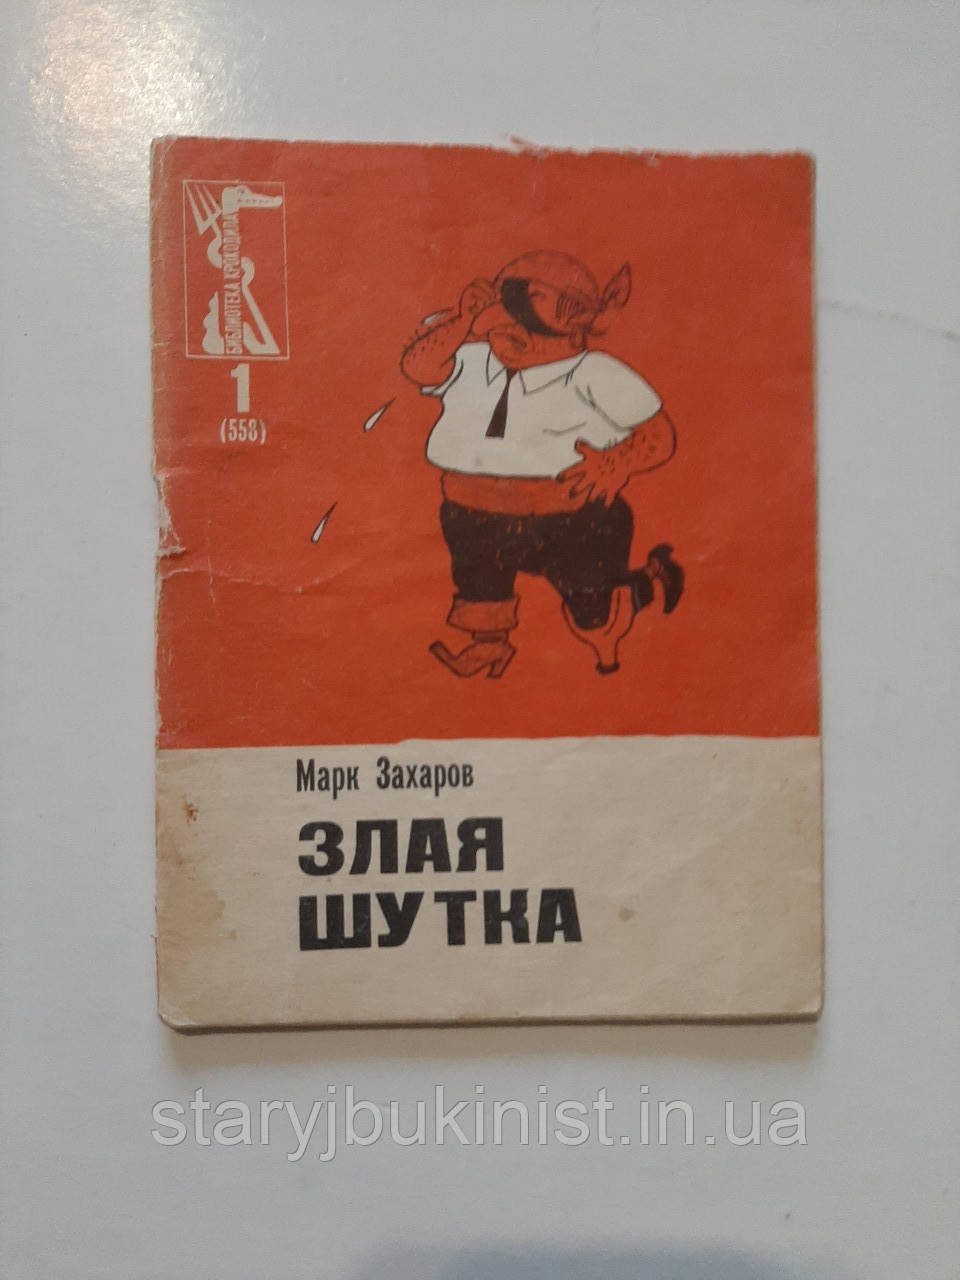 БИБЛИОТЕКА КРОКОДИЛА
1
(558)
Марк Захаров
ЗЛАЯ
ШУТКА
staryjbukinist.in.ua